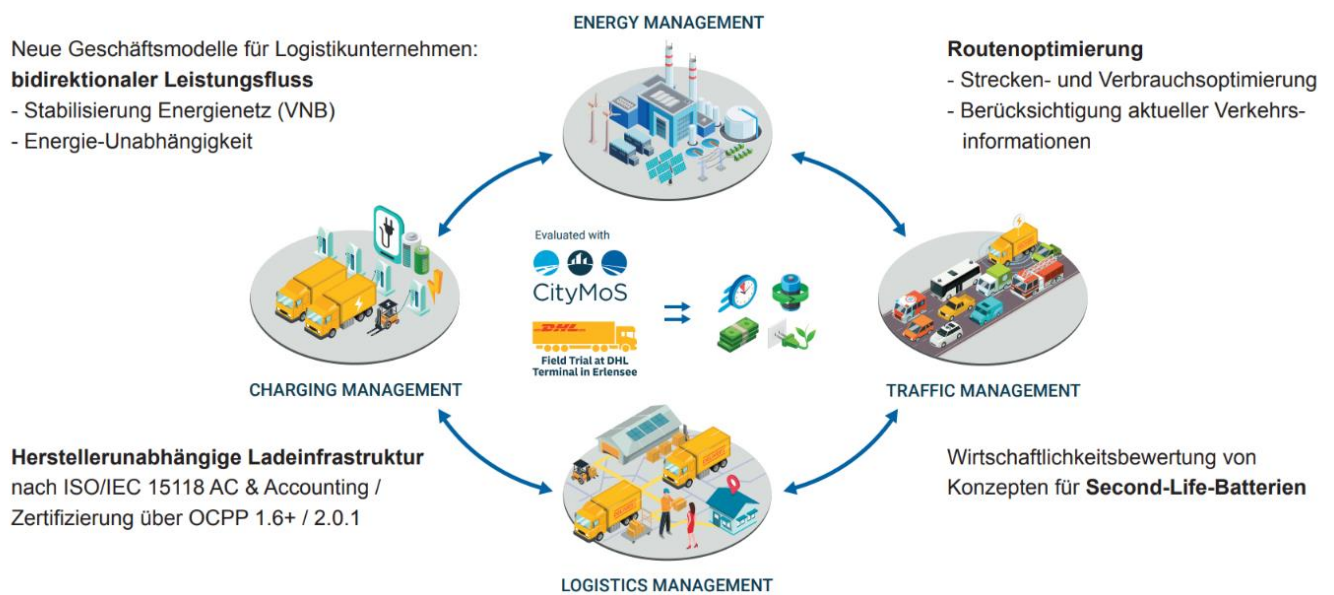 ENERGY MANAGEMENT
Neue Geschäftsmodelle für Logistikunternehmen:
bidirektionaler Leistungsfluss
- Stabilisierung Energienetz (VNB)
- Energie-Unabhängigkeit
Routenoptimierung
- Strecken- und Verbrauchsoptimierung
- Berücksichtigung aktueller Verkehrs-
informationen
Evaluated with
CityMoS
DHL
Field Trial at DHL
Terminal in Erlensee
CHARGING MANAGEMENT
TRAFFIC MANAGEMENT
Herstellerunabhängige Ladeinfrastruktur
nach ISO/IEC 15118 AC & Accounting /
Zertifizierung über OCPP 1.6+ / 2.0.1
Wirtschaftlichkeitsbewertung von
Konzepten für Second-Life-Batterien
LOGISTICS MANAGEMENT